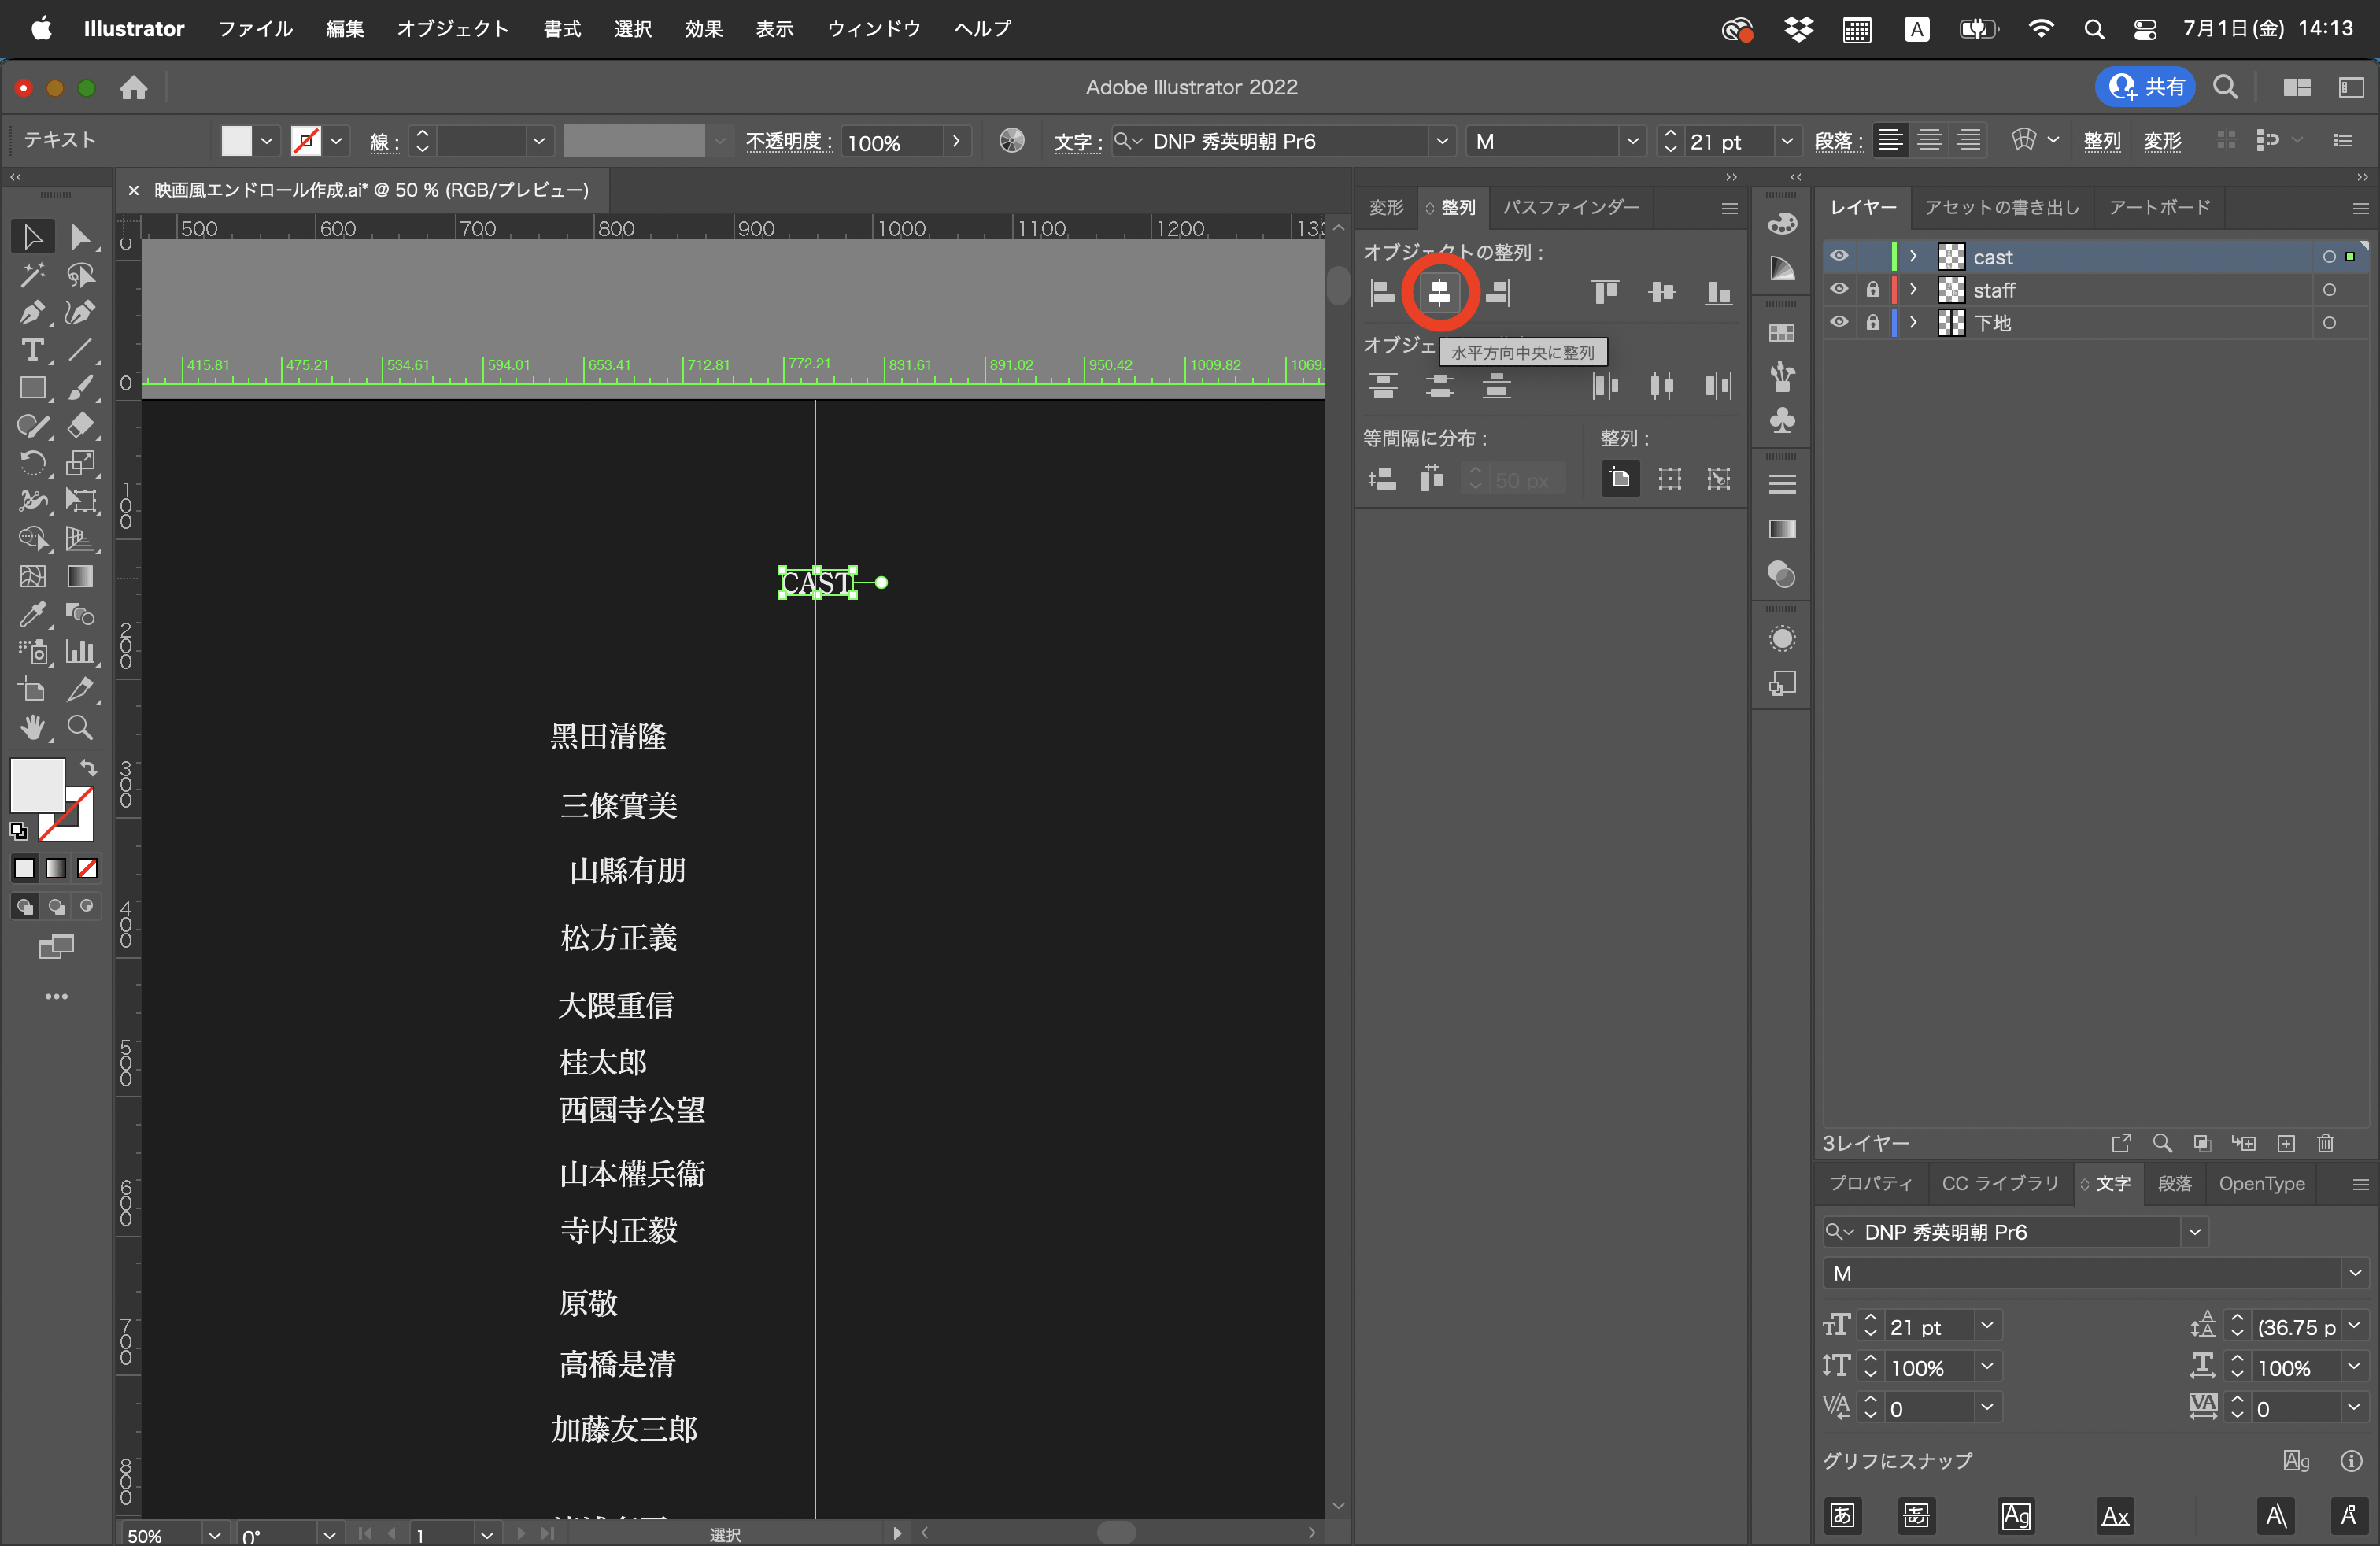 Illustrator ファイル 編集 オブジェクト 書式 選択 効果 表示 ウィンドウ ヘルプ
A 7月1日(金) 14:13
Adobe Illustrator 2022
共有
テキスト 線: 不透明度: 100% 文字: DNP 秀英明朝 Pr6 M 21 pt 段落: 整列 変形
× 映画風エンドロール作成.ai* @ 50 % (RGB/プレビュー)
500 600 700 800 900 1000 1100 1200
415.81 475.21 534.61 594.01 653.41 712.81 772.21 831.61 891.02 950.42 1009.82 1069.
0
0
100
200
300
400
500
600
700
800
CAST
黑田清隆
三條實美
山縣有朋
松方正義
大隈重信
桂太郎
西園寺公望
山本權兵衞
寺内正毅
原敬
高橋是清
加藤友三郎
50% 0° 1 選択
変形 整列 パスファインダー
オブジェクトの整列:
オブジェ
水平方向中央に整列
等間隔に分布: 整列:
50 px
レイヤー アセットの書き出し アートボード
cast
staff
下地
3レイヤー
プロパティ CC ライブラリ 文字 段落 OpenType
DNP 秀英明朝 Pr6
M
21 pt (36.75 p
100% 100%
0 0
グリフにスナップ